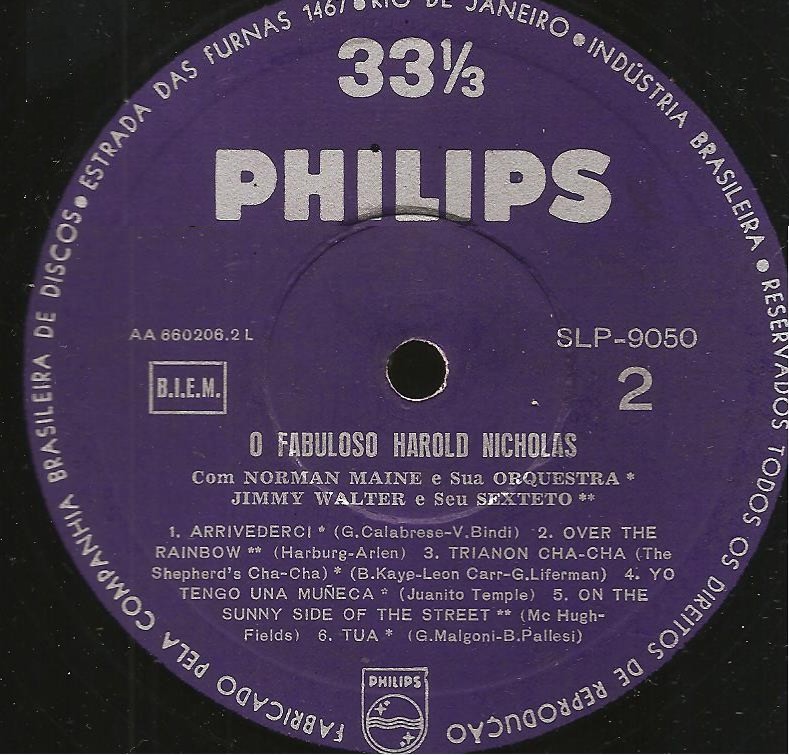 FABRICADO PELA COMPANHIA BRASILEIRA DE DISCOS ● ESTRADA DAS FURNAS 1467 ● RIO DE JANEIRO ● INDÚSTRIA BRASILEIRA ● RESERVADOS TODOS OS DIREITOS DE REPRODUÇÃO
33⅓
PHILIPS
AA 660206.2 L
SLP-9050
B.I.E.M.
2
O FABULOSO HAROLD NICHOLAS
Com NORMAN MAINE e Sua ORQUESTRA *
JIMMY WALTER e Seu SEXTETO **
1. ARRIVEDERCI * (G.Calabrese-V.Bindi) 2. OVER THE
RAINBOW ** (Harburg-Arlen) 3. TRIANON CHA-CHA (The
Shepherd's Cha-Cha) * (B.Kaye-Leon Carr-G.Liferman) 4. YO
TENGO UNA MUÑECA * (Juanito Temple) 5. ON THE
SUNNY SIDE OF THE STREET ** (Mc Hugh-
Fields) 6. TUA * (G.Malgoni-B.Pallesi)
PHILIPS